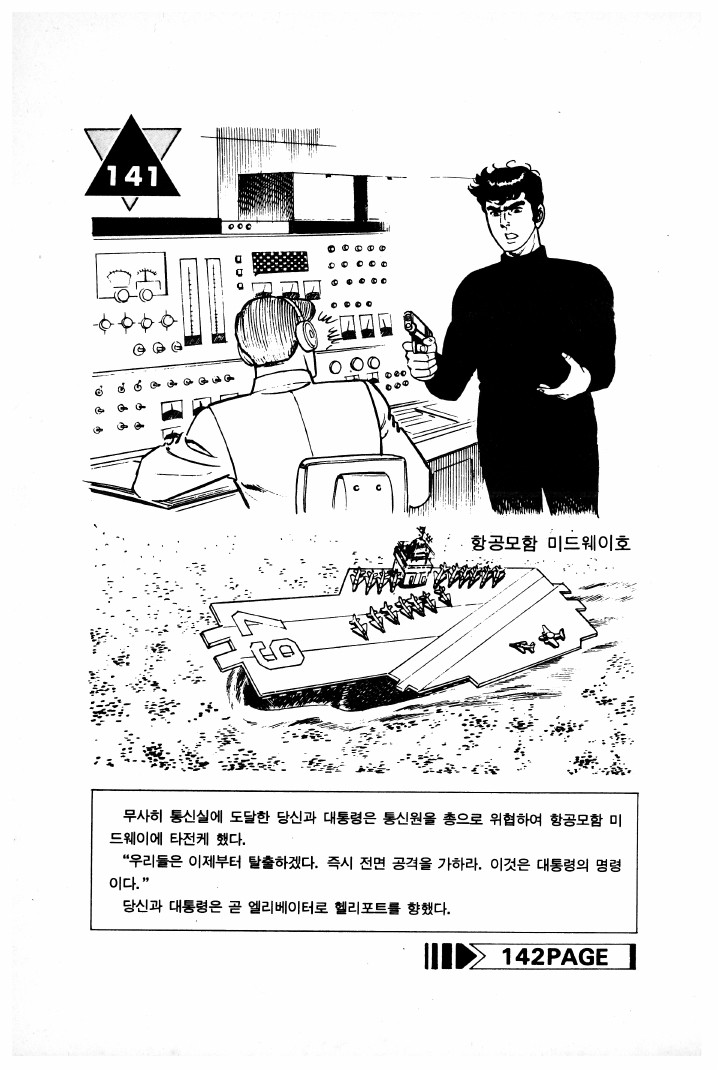 141
항공모함 미드웨이호
67
무사히 통신실에 도달한 당신과 대통령은 통신원을 총으로 위협하여 항공모함 미
드웨이에 타전케 했다.
“우리들은 이제부터 탈출하겠다. 즉시 전면 공격을 가하라. 이것은 대통령의 명령
이다.”
당신과 대통령은 곧 엘리베이터로 헬리포트를 향했다.
142PAGE